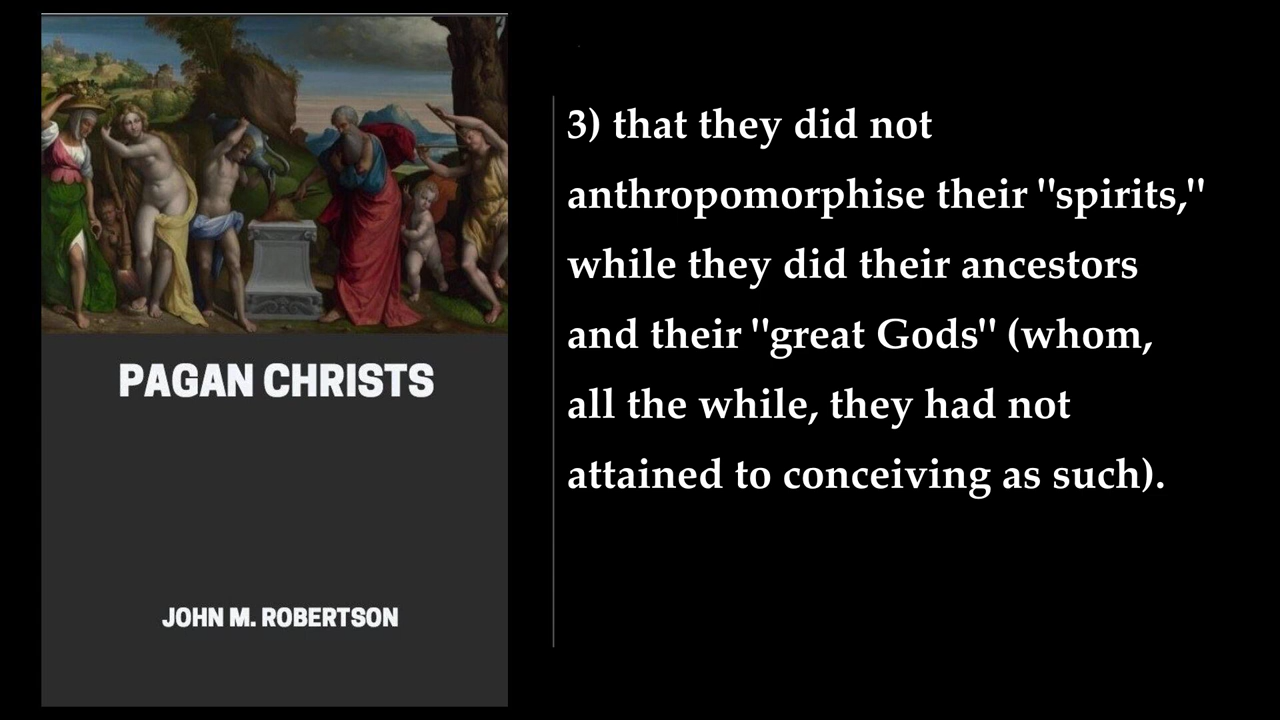 PAGAN CHRISTS
JOHN M. ROBERTSON
3) that they did not
anthropomorphise their "spirits,"
while they did their ancestors
and their "great Gods" (whom,
all the while, they had not
attained to conceiving as such).